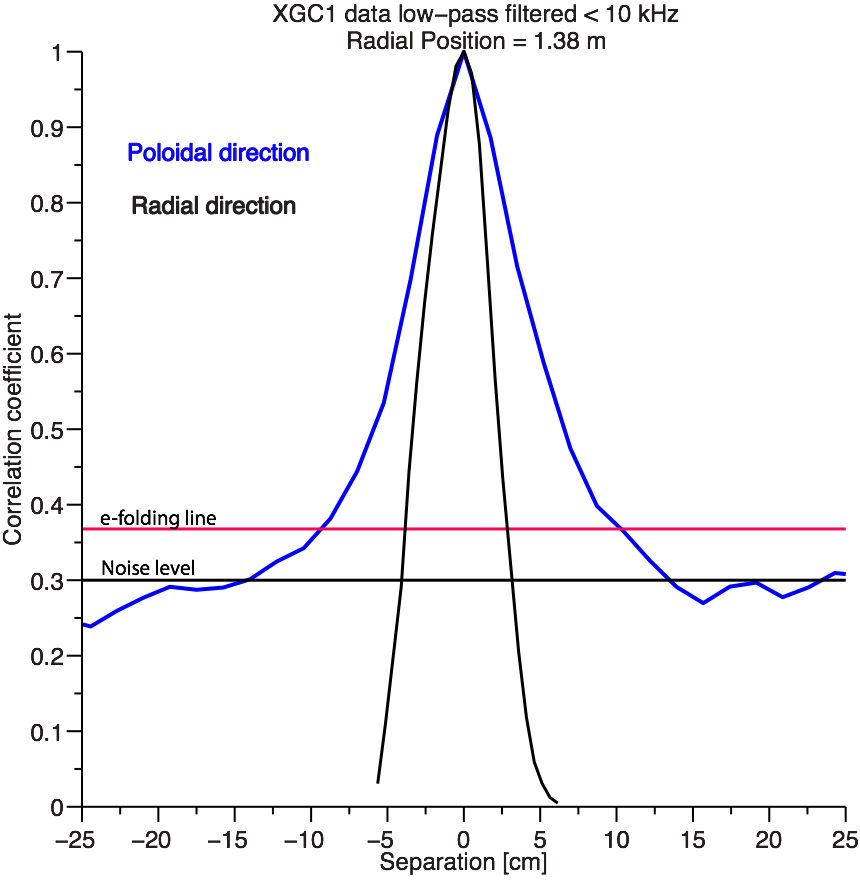 XGC1 data low−pass filtered < 10 kHz
Radial Position = 1.38 m
1
0.9
Poloidal direction
0.8
Radial direction
0.7
0.6
Correlation coefficient
0.5
0.4
e-folding line
Noise level
0.3
0.2
0.1
0
−25 −20 −15 −10 −5 0 5 10 15 20 25
Separation [cm]